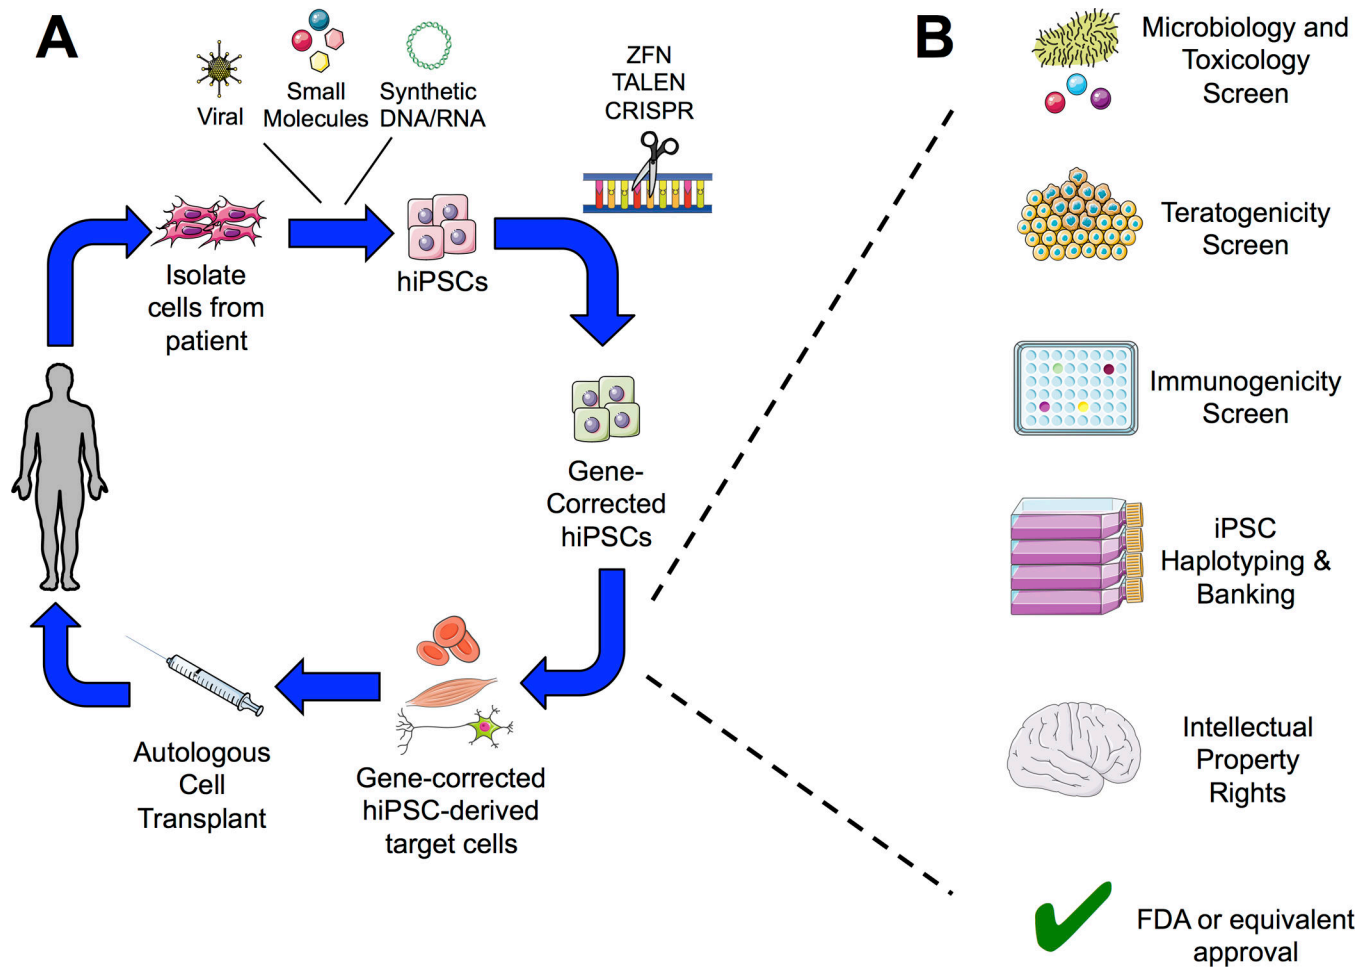 A
Viral
Small
Molecules
Synthetic
DNA/RNA
ZFN
TALEN
CRISPR
Isolate
cells from
patient
hiPSCs
Gene-
Corrected
hiPSCs
Gene-corrected
hiPSC-derived
target cells
Autologous
Cell
Transplant
B
Microbiology and
Toxicology
Screen
Teratogenicity
Screen
Immunogenicity
Screen
iPSC
Haplotyping &
Banking
Intellectual
Property
Rights
FDA or equivalent
approval